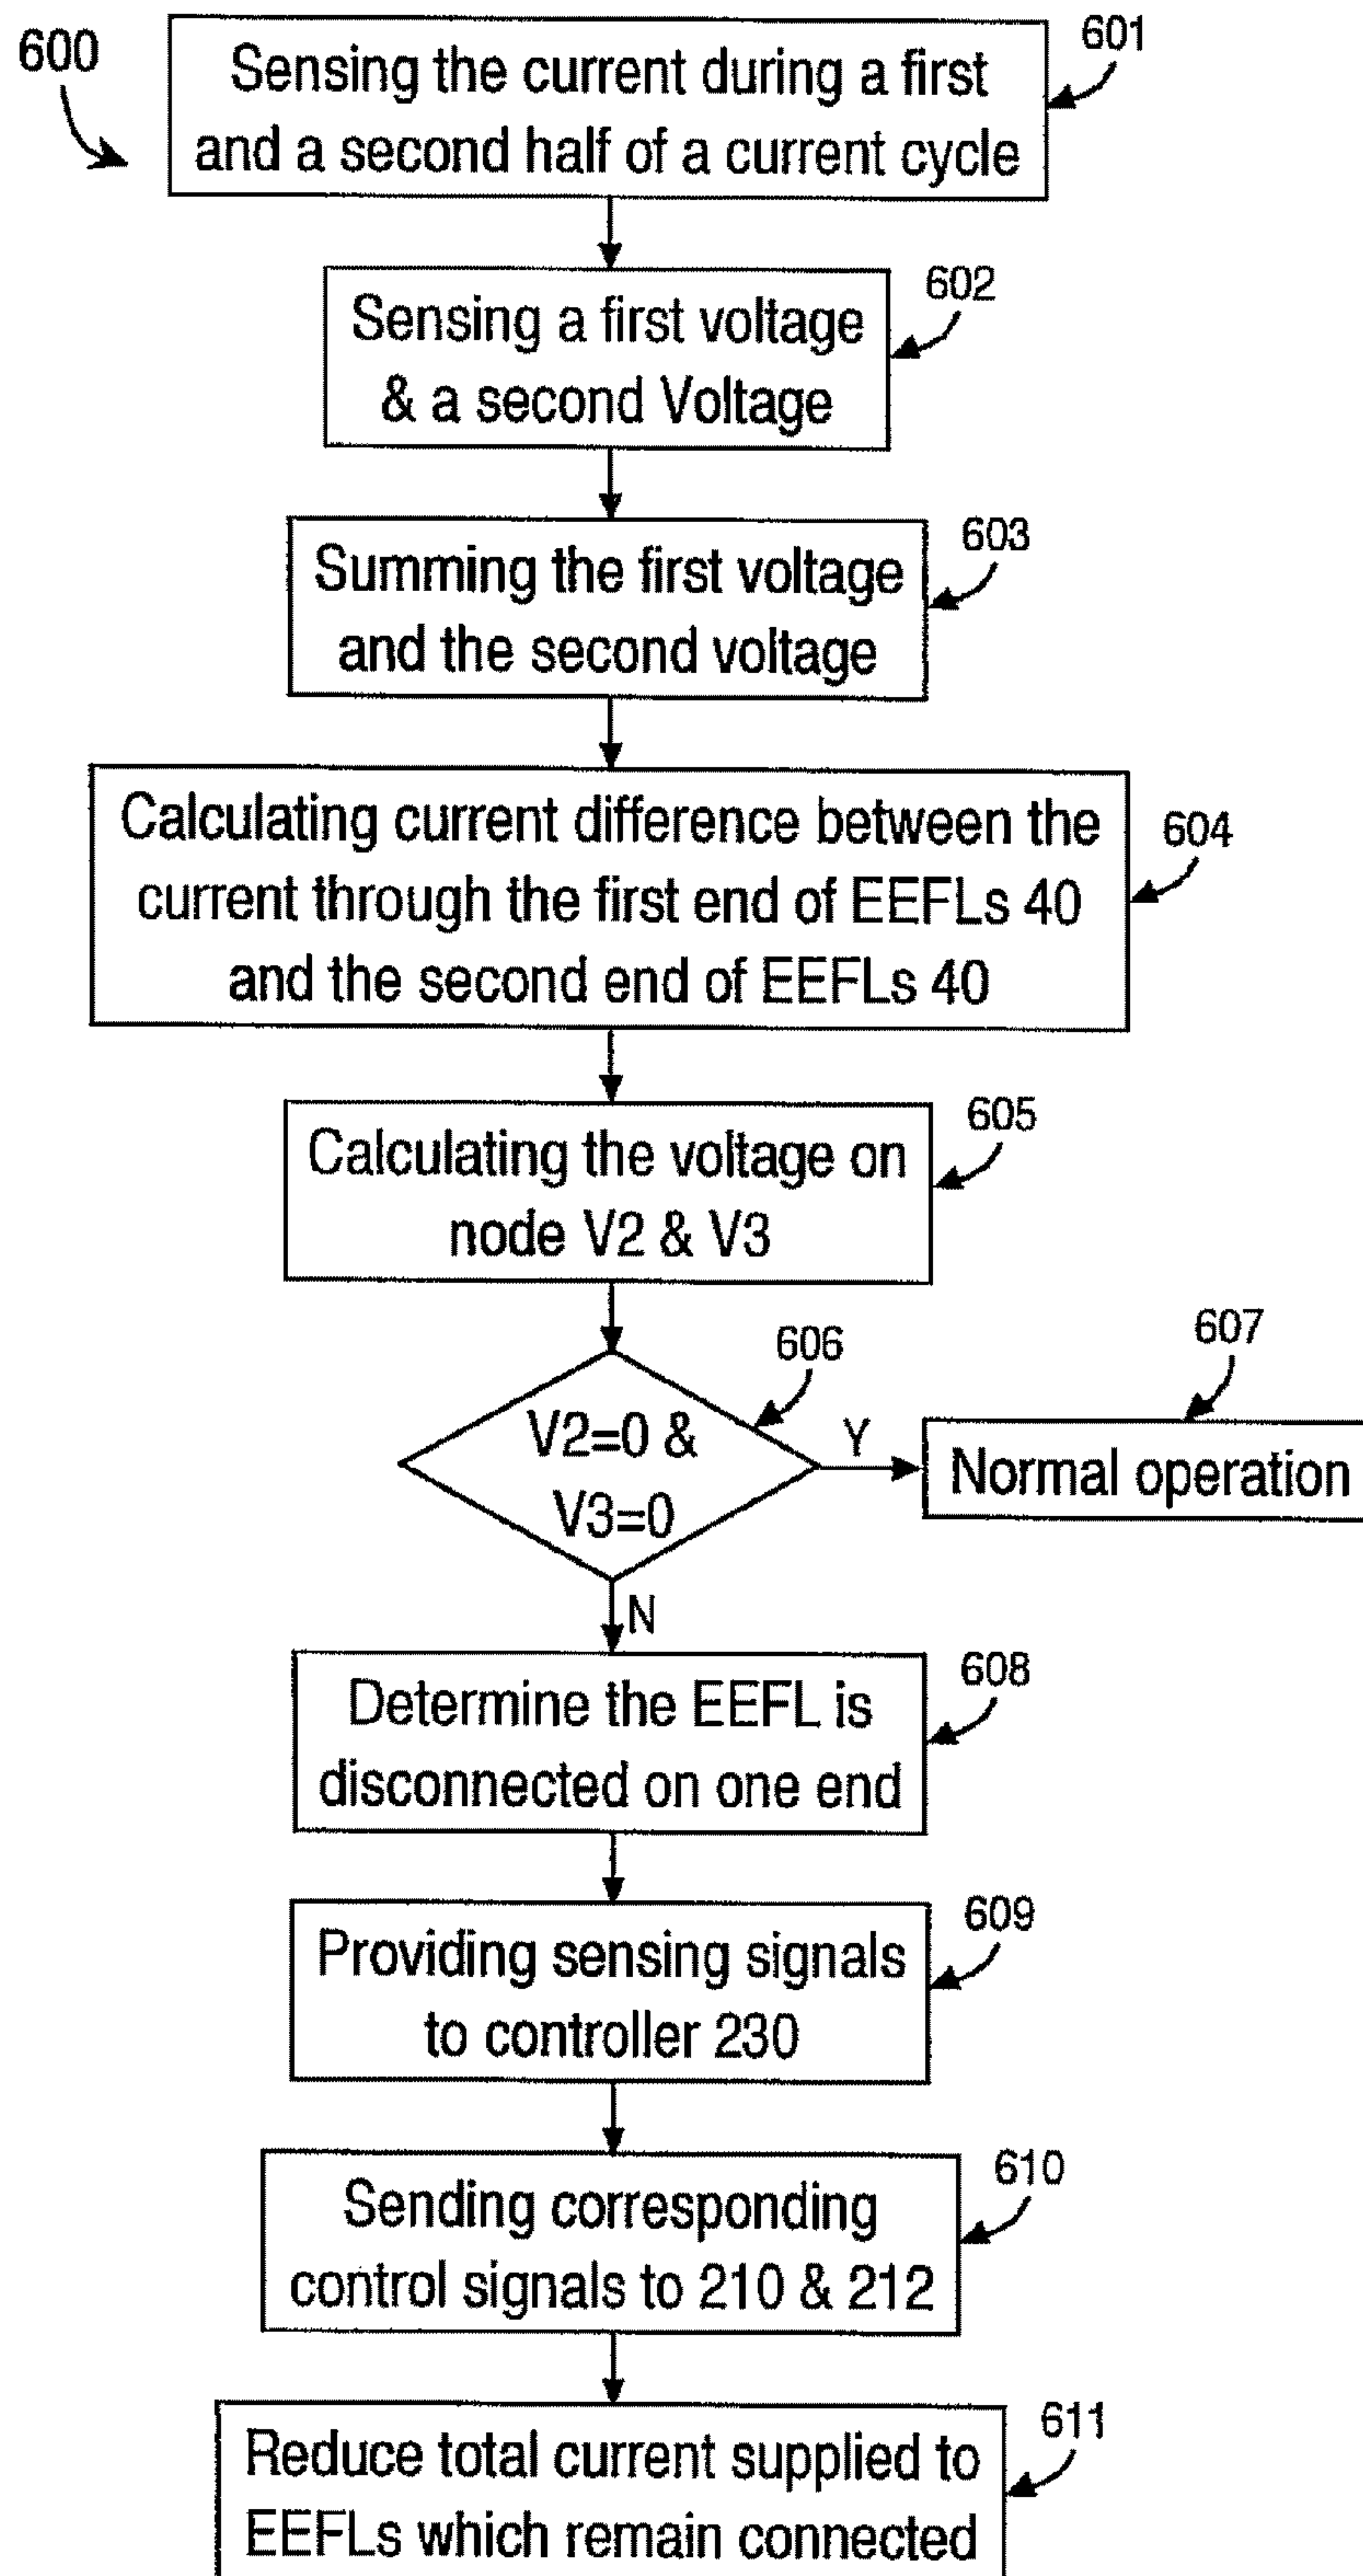 600
601
Sensing the current during a first
and a second half of a current cycle
602
Sensing a first voltage
& a second Voltage
603
Summing the first voltage
and the second voltage
604
Calculating current difference between the
current through the first end of EEFLs 40
and the second end of EEFLs 40
605
Calculating the voltage on
node V2 & V3
606
V2=0 &
V3=0
Y
607
Normal operation
N
608
Determine the EEFL is
disconnected on one end
609
Providing sensing signals
to controller 230
610
Sending corresponding
control signals to 210 & 212
611
Reduce total current supplied to
EEFLs which remain connected